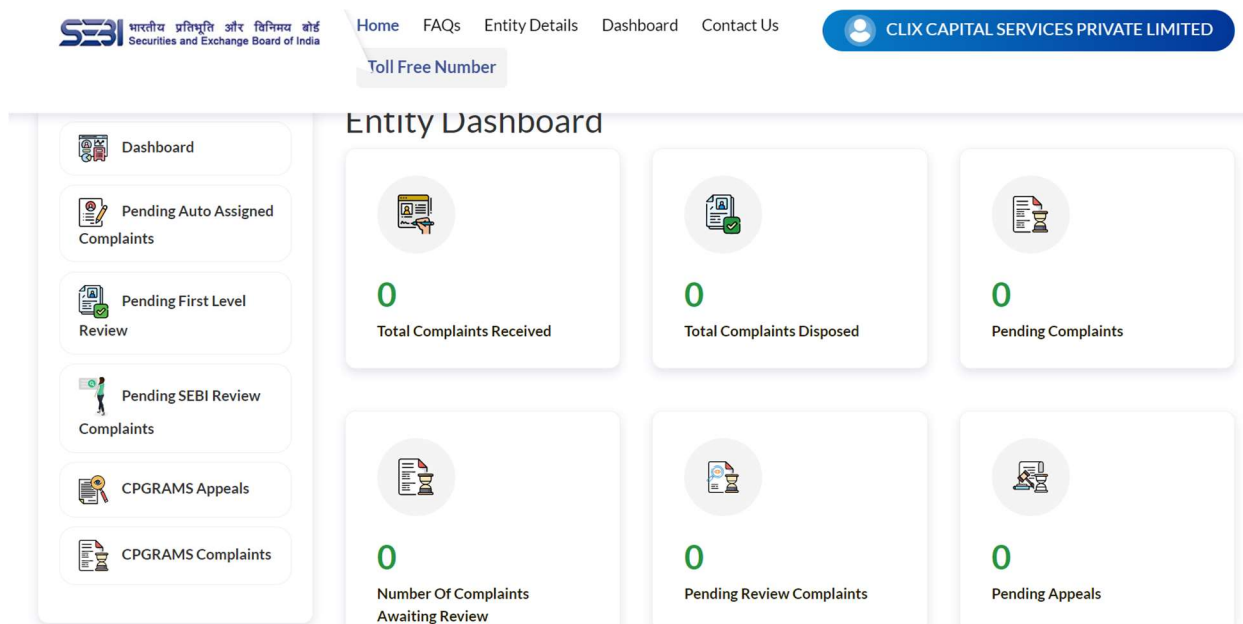 भारतीय प्रतिभूति और विनिमय बोर्ड
Securities and Exchange Board of India
Home FAQs Entity Details Dashboard Contact Us
Toll Free Number
CLIX CAPITAL SERVICES PRIVATE LIMITED
Dashboard
Pending Auto Assigned
Complaints
Pending First Level
Review
Pending SEBI Review
Complaints
CPGRAMS Appeals
CPGRAMS Complaints
Entity Dashboard
0
Total Complaints Received
0
Total Complaints Disposed
0
Pending Complaints
0
Number Of Complaints
Awaiting Review
0
Pending Review Complaints
0
Pending Appeals